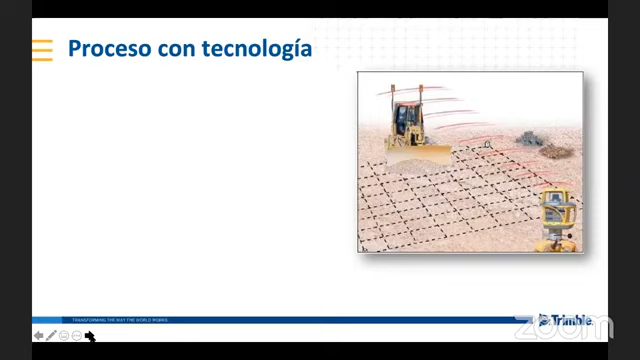 Proceso con tecnología
TRANSFORMING THE WAY THE WORLD WORKS
Trimble
zoom